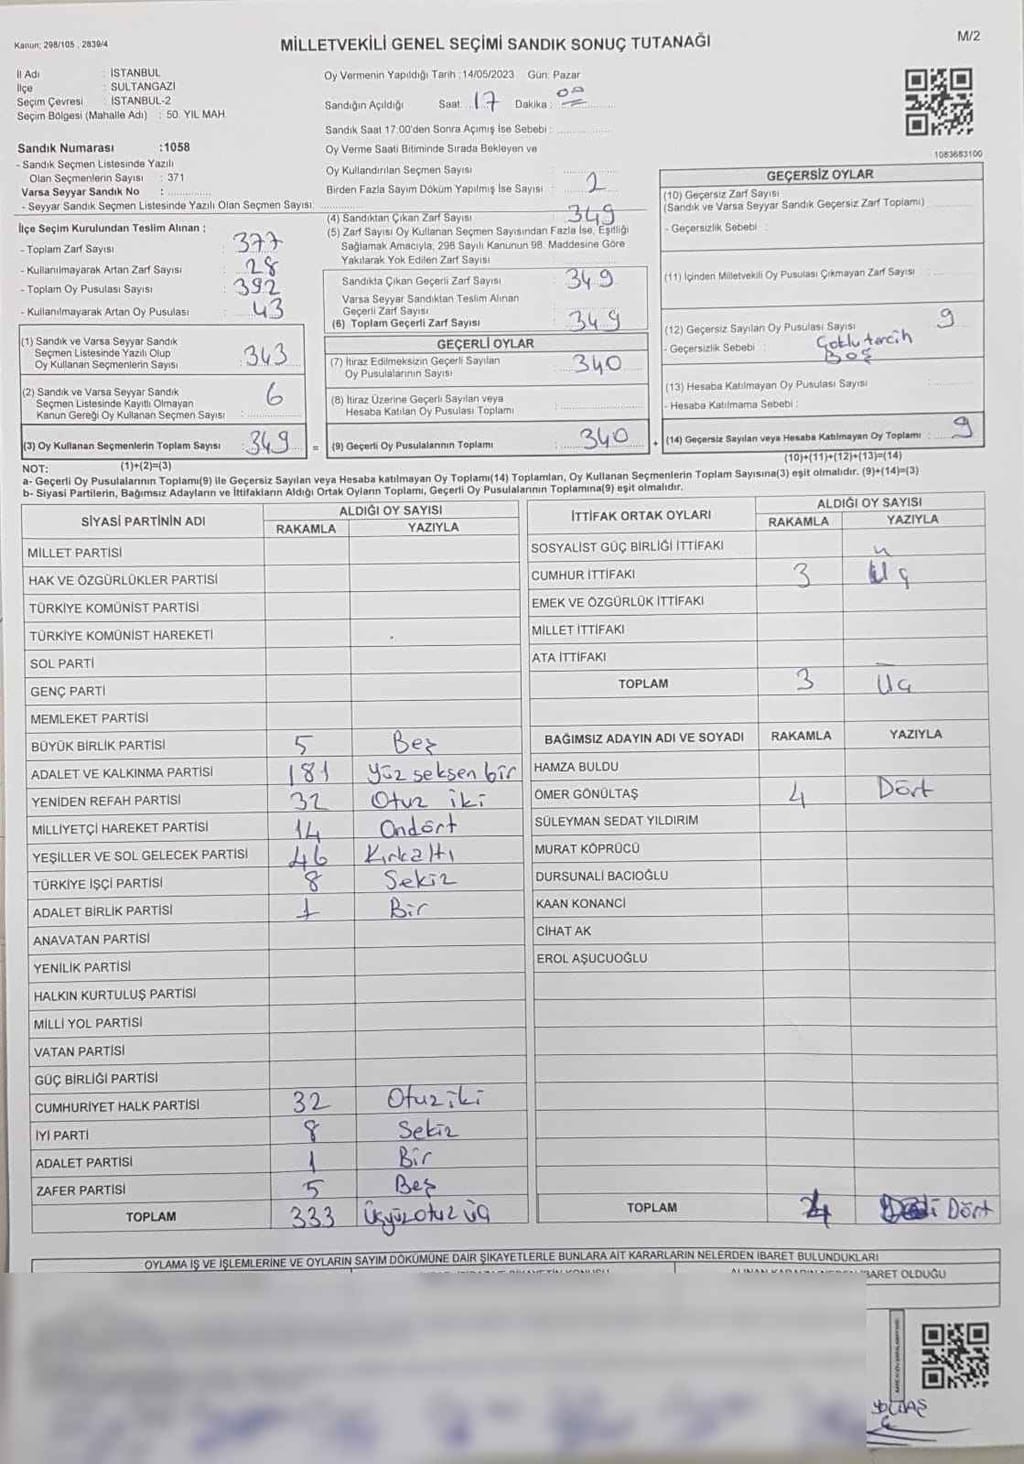 Kanun: 298/105 , 2839/4
MİLLETVEKİLİ GENEL SEÇİMİ SANDIK SONUÇ TUTANAĞI
M/2
İl Adı : İSTANBUL
İlçe : SULTANGAZİ
Seçim Çevresi : İSTANBUL-2
Seçim Bölgesi (Mahalle Adı) : 50. YIL MAH.
Sandık Numarası :1058
- Sandık Seçmen Listesinde Yazılı
Olan Seçmenlerin Sayısı : 371
Varsa Seyyar Sandık No :
- Seyyar Sandık Seçmen Listesinde Yazılı Olan Seçmen Sayısı:
İlçe Seçim Kurulundan Teslim Alınan ;
- Toplam Zarf Sayısı : 377
- Kullanılmayarak Artan Zarf Sayısı : 28
- Toplam Oy Pusulası Sayısı : 392
- Kullanılmayarak Artan Oy Pusulası : 43
(1) Sandık ve Varsa Seyyar Sandık
Seçmen Listesinde Yazılı Olup
Oy Kullanan Seçmenlerin Sayısı : 343
(2) Sandık ve Varsa Seyyar Sandık
Seçmen Listesinde Kayıtlı Olmayan
Kanun Gereği Oy Kullanan Seçmen Sayısı : 6
(3) Oy Kullanan Seçmenlerin Toplam Sayısı : 349 =
(1)+(2)=(3)
Oy Vermenin Yapıldığı Tarih : 14/05/2023 Gün: Pazar
Sandığın Açıldığı Saat: 17 Dakika : 00
Sandık Saat 17:00'den Sonra Açımış İse Sebebi :
Oy Verme Saati Bitiminde Sırada Bekleyen ve
Oy Kullandırılan Seçmen Sayısı :
Birden Fazla Sayım Döküm Yapılmış İse Sayısı : 2
(4) Sandıktan Çıkan Zarf Sayısı 349
(5) Zarf Sayısı Oy Kullanan Seçmen Sayısından Fazla İse, Eşitliği
Sağlamak Amacıyla, 298 Sayılı Kanunun 98. Maddesine Göre
Yakılarak Yok Edilen Zarf Sayısı
Sandıkta Çıkan Geçerli Zarf Sayısı : 349
Varsa Seyyar Sandıktan Teslim Alınan
Geçerli Zarf Sayısı :
(6) Toplam Geçerli Zarf Sayısı : 349
GEÇERLİ OYLAR
(7) İtiraz Edilmeksizin Geçerli Sayılan
Oy Pusulalarının Sayısı : 340
(8) İtiraz Üzerine Geçerli Sayılan veya
Hesaba Katılan Oy Pusulası Toplamı :
(9) Geçerli Oy Pusulalarının Toplamı : 340 +
1083683100
GEÇERSİZ OYLAR
(10) Geçersiz Zarf Sayısı
(Sandık ve Varsa Seyyar Sandık Geçersiz Zarf Toplamı)
- Geçersizlik Sebebi :
(11) İçinden Milletvekili Oy Pusulası Çıkmayan Zarf Sayısı :
(12) Geçersiz Sayılan Oy Pusulası Sayısı : 9
- Geçersizlik Sebebi : Çoklu tercih
Boş
(13) Hesaba Katılmayan Oy Pusulası Sayısı :
- Hesaba Katılmama Sebebi :
(14) Geçersiz Sayılan veya Hesaba Katılmayan Oy Toplamı : 9
(10)+(11)+(12)+(13)=(14)
NOT:
a- Geçerli Oy Pusulalarının Toplamı(9) ile Geçersiz Sayılan veya Hesaba katılmayan Oy Toplamı(14) Toplamları, Oy Kullanan Seçmenlerin Toplam Sayısına(3) eşit olmalıdır. (9)+(14)=(3)
b- Siyasi Partilerin, Bağımsız Adayların ve İttifakların Aldığı Ortak Oyların Toplamı, Geçerli Oy Pusulalarının Toplamına(9) eşit olmalıdır.
SİYASİ PARTİNİN ADI ALDIĞI OY SAYISI
RAKAMLA YAZIYLA
MİLLET PARTİSİ
HAK VE ÖZGÜRLÜKLER PARTİSİ
TÜRKİYE KOMÜNİST PARTİSİ
TÜRKİYE KOMÜNİST HAREKETİ
SOL PARTİ
GENÇ PARTİ
MEMLEKET PARTİSİ
BÜYÜK BİRLİK PARTİSİ 5 Beş
ADALET VE KALKINMA PARTİSİ 181 Yüz seksen bir
YENİDEN REFAH PARTİSİ 32 Otuz iki
MİLLİYETÇİ HAREKET PARTİSİ 14 Ondört
YEŞİLLER VE SOL GELECEK PARTİSİ 46 Kırkaltı
TÜRKİYE İŞÇİ PARTİSİ 8 Sekiz
ADALET BİRLİK PARTİSİ 1 Bir
ANAVATAN PARTİSİ
YENİLİK PARTİSİ
HALKIN KURTULUŞ PARTİSİ
MİLLİ YOL PARTİSİ
VATAN PARTİSİ
GÜÇ BİRLİĞİ PARTİSİ
CUMHURİYET HALK PARTİSİ 32 Otuziki
İYİ PARTİ 8 Sekiz
ADALET PARTİSİ 1 Bir
ZAFER PARTİSİ 5 Beş
TOPLAM 333 Üçyüzotuz üç
İTTİFAK ORTAK OYLARI ALDIĞI OY SAYISI
RAKAMLA YAZIYLA
SOSYALİST GÜÇ BİRLİĞİ İTTİFAKI
CUMHUR İTTİFAKI 3 Üç
EMEK VE ÖZGÜRLÜK İTTİFAKI
MİLLET İTTİFAKI
ATA İTTİFAKI
TOPLAM 3 Üç
BAĞIMSIZ ADAYIN ADI VE SOYADI RAKAMLA YAZIYLA
HAMZA BULDU
ÖMER GÖNÜLTAŞ 4 Dört
SÜLEYMAN SEDAT YILDIRIM
MURAT KÖPRÜCÜ
DURSUNALİ BACIOĞLU
KAAN KONANCİ
CİHAT AK
EROL AŞUCUOĞLU
TOPLAM 4 Dört
OYLAMA İŞ VE İŞLEMLERİNE VE OYLARIN SAYIM DÖKÜMÜNE DAİR ŞİKAYETLERLE BUNLARA AİT KARARLARIN NELERDEN İBARET BULUNDUKLARI
İBARET OLDUĞU